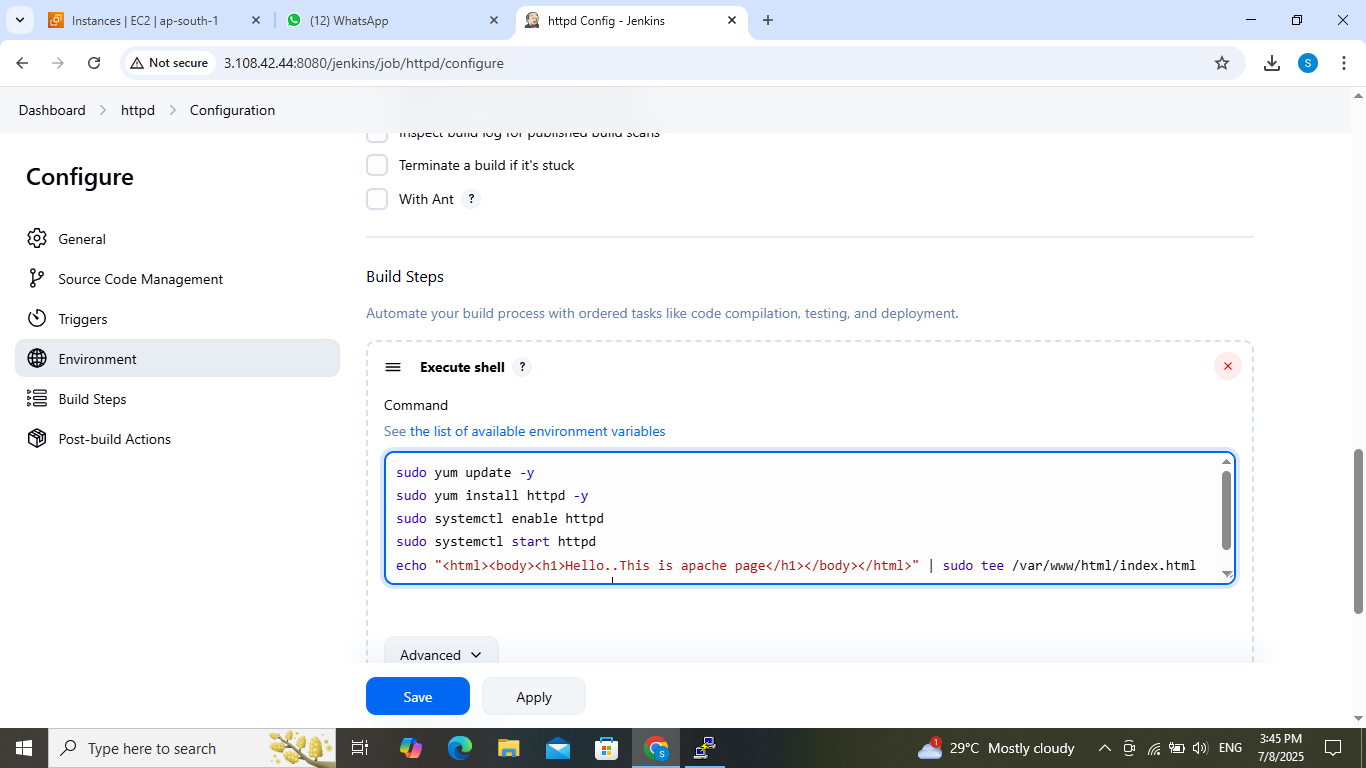 Instances | EC2 | ap-south-1
(12) WhatsApp
httpd Config - Jenkins
Not secure
3.108.42.44:8080/jenkins/job/httpd/configure
S
Dashboard
httpd
Configuration
Inspect build log for published build scans
Configure
Terminate a build if it's stuck
With Ant ?
General
Source Code Management
Triggers
Environment
Build Steps
Post-build Actions
Build Steps
Automate your build process with ordered tasks like code compilation, testing, and deployment.
Execute shell ?
Command
See the list of available environment variables
sudo yum update -y
sudo yum install httpd -y
sudo systemctl enable httpd
sudo systemctl start httpd
echo "<html><body><h1>Hello..This is apache page</h1></body></html>" | sudo tee /var/www/html/index.html
Advanced
Save
Apply
Type here to search
S
1
29°C Mostly cloudy
ENG
3:45 PM
7/8/2025